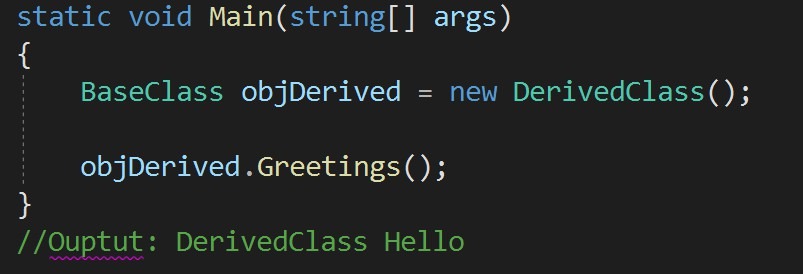 static void Main(string[] args)
{
BaseClass objDerived = new DerivedClass();
objDerived.Greetings();
}
//Ouptut: DerivedClass Hello